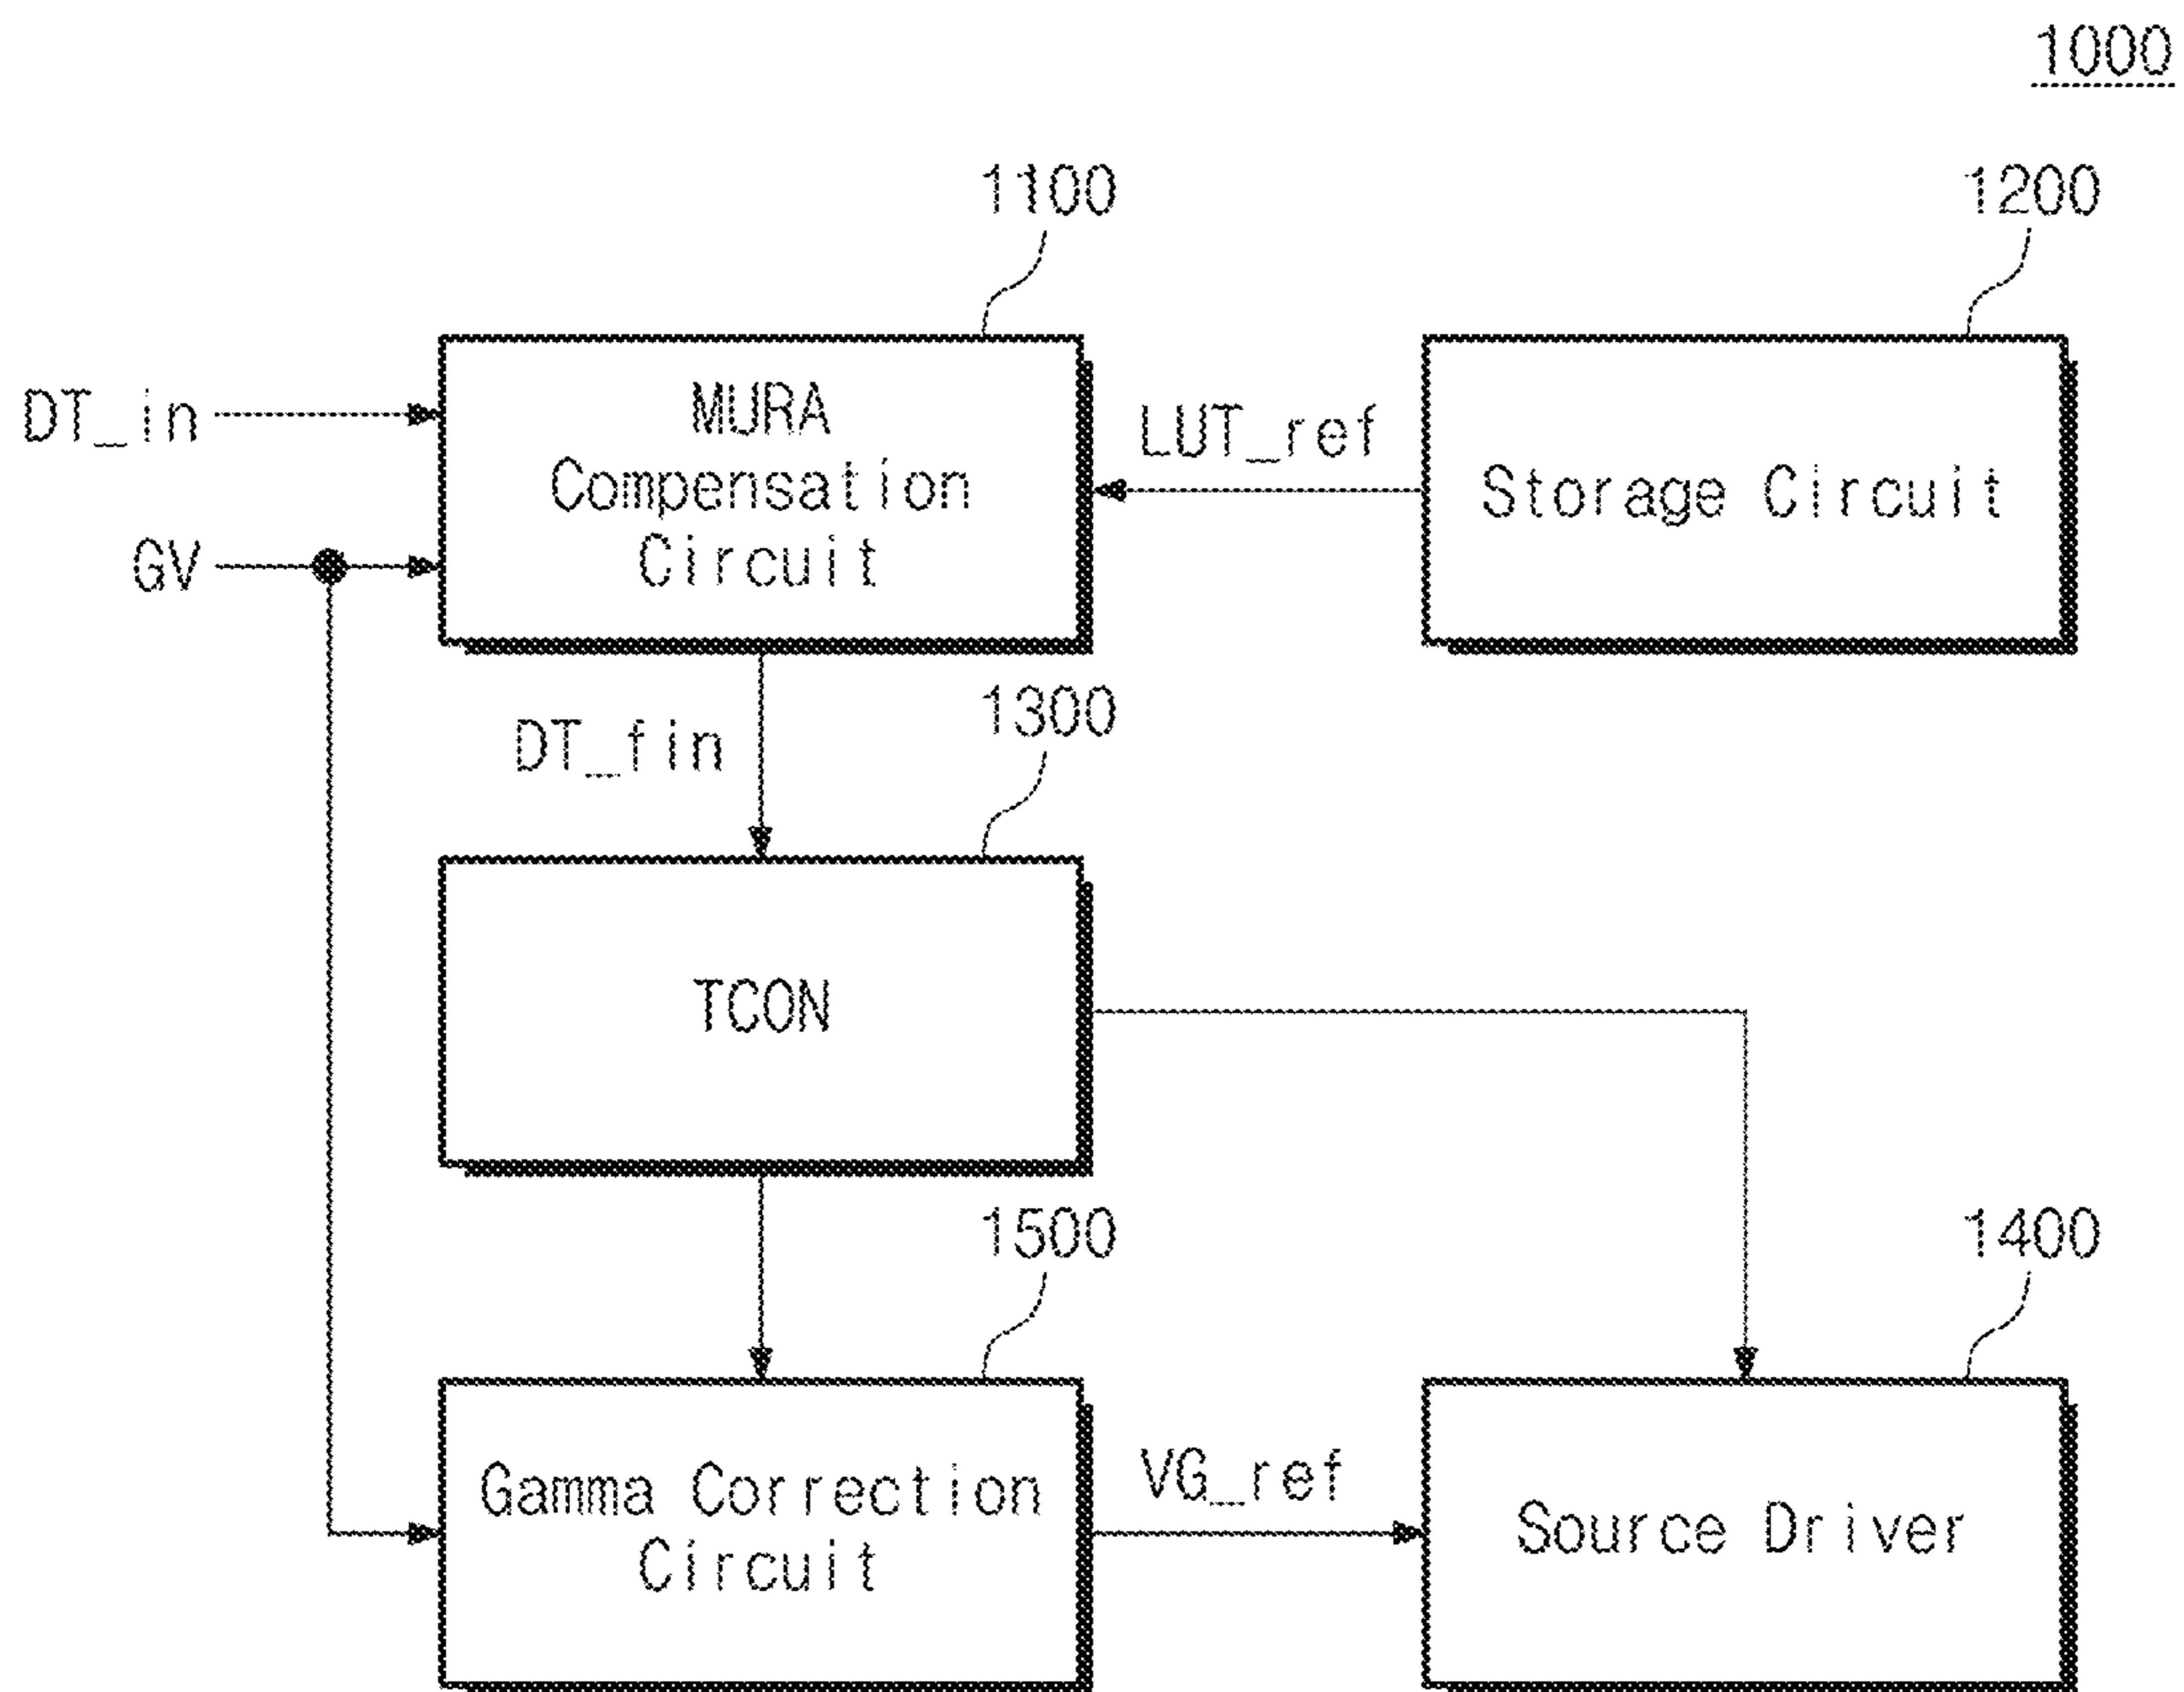 1000
1100
1200
DT_in
MURA
Compensation
Circuit
LUT_ref
Storage Circuit
GV
DT_fin
1300
TCON
1500
1400
Gamma Correction
Circuit
VG_ref
Source Driver